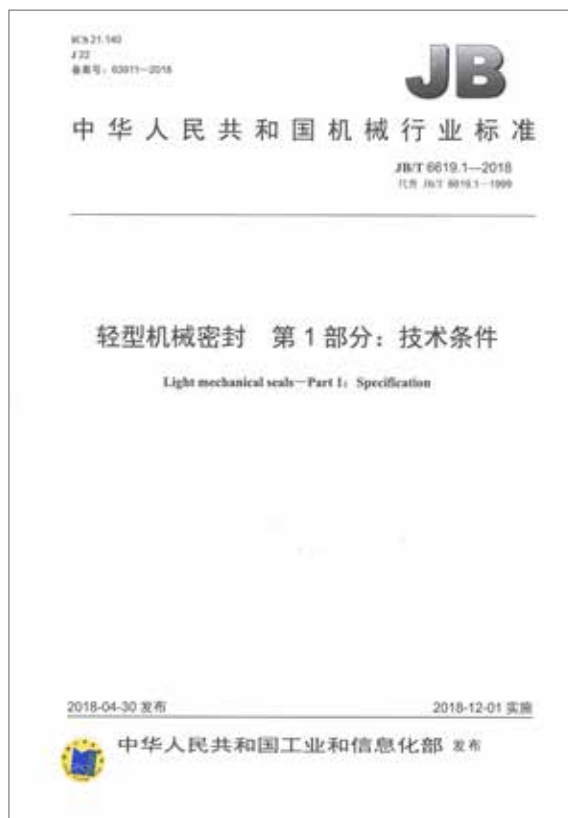 ICS 21.140
J 22
备案号：63911—2018
JB
中华人民共和国机械行业标准
JB/T 6619.1—2018
代替 JB/T 6619.1—1999
轻型机械密封 第1部分：技术条件
Light mechanical seals—Part 1：Specification
2018-04-30 发布
2018-12-01 实施
中华人民共和国工业和信息化部 发布